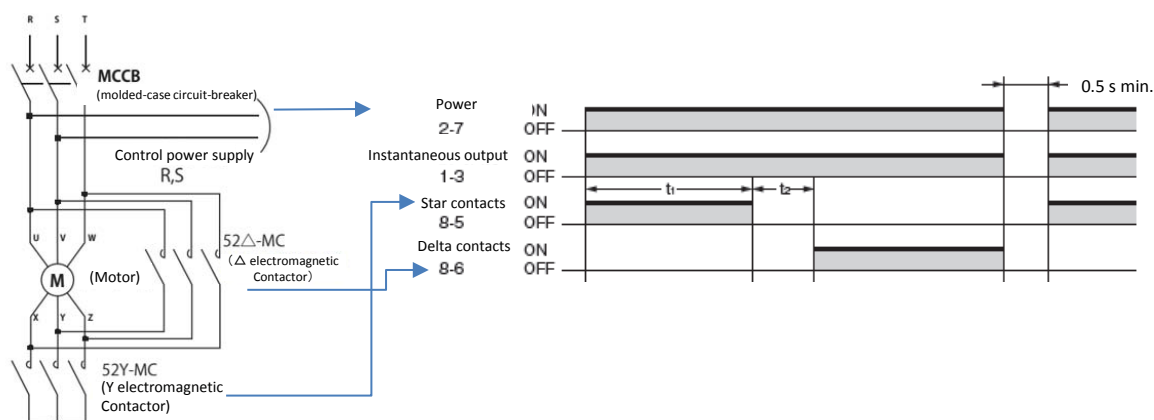 R S T
MCCB
(molded-case circuit-breaker)
Control power supply
R,S
U V W
52△-MC
(△ electromagnetic
Contactor)
M
(Motor)
X Y Z
52Y-MC
(Y electromagnetic
Contactor)
0.5 s min.
Power
2-7
ON
OFF
Instantaneous output
1-3
ON
OFF
t₁ t₂
Star contacts
8-5
ON
OFF
Delta contacts
8-6
ON
OFF